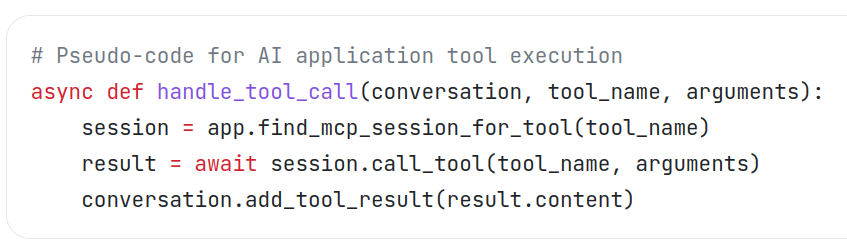 # Pseudo-code for AI application tool execution
async def handle_tool_call(conversation, tool_name, arguments):
    session = app.find_mcp_session_for_tool(tool_name)
    result = await session.call_tool(tool_name, arguments)
    conversation.add_tool_result(result.content)